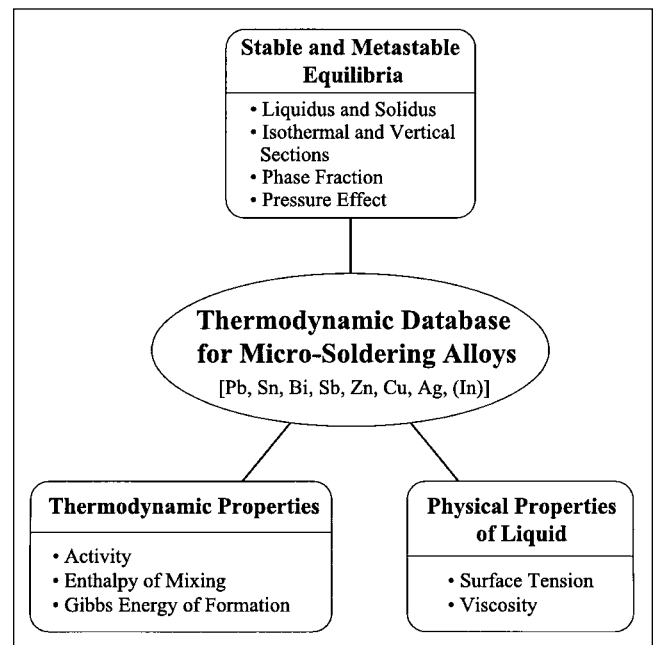 Stable and Metastable
Equilibria
• Liquidus and Solidus
• Isothermal and Vertical
Sections
• Phase Fraction
• Pressure Effect
Thermodynamic Database
for Micro-Soldering Alloys
[Pb, Sn, Bi, Sb, Zn, Cu, Ag, (In)]
Thermodynamic Properties
• Activity
• Enthalpy of Mixing
• Gibbs Energy of Formation
Physical Properties
of Liquid
• Surface Tension
• Viscosity